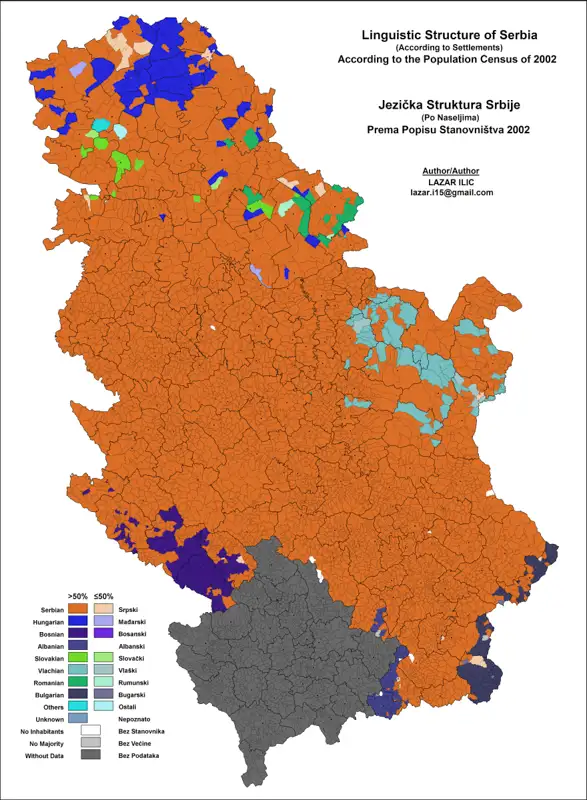 Linguistic Structure of Serbia
(According to Settlements)
According to the Population Census of 2002
Jezička Struktura Srbije
(Po Naseljima)
Prema Popisu Stanovništva 2002
Author/Author
LAZAR ILIC
lazar.i15@gmail.com
>50% ≤50%
Serbian Srpski
Hungarian Mađarski
Bosnian Bosanski
Albanian Albanski
Slovakian Slovački
Vlachian Vlaški
Romanian Rumunski
Bulgarian Bugarski
Others Ostali
Unknown Nepoznato
No Inhabitants Bez Stanovnika
No Majority Bez Većine
Without Data Bez Podataka